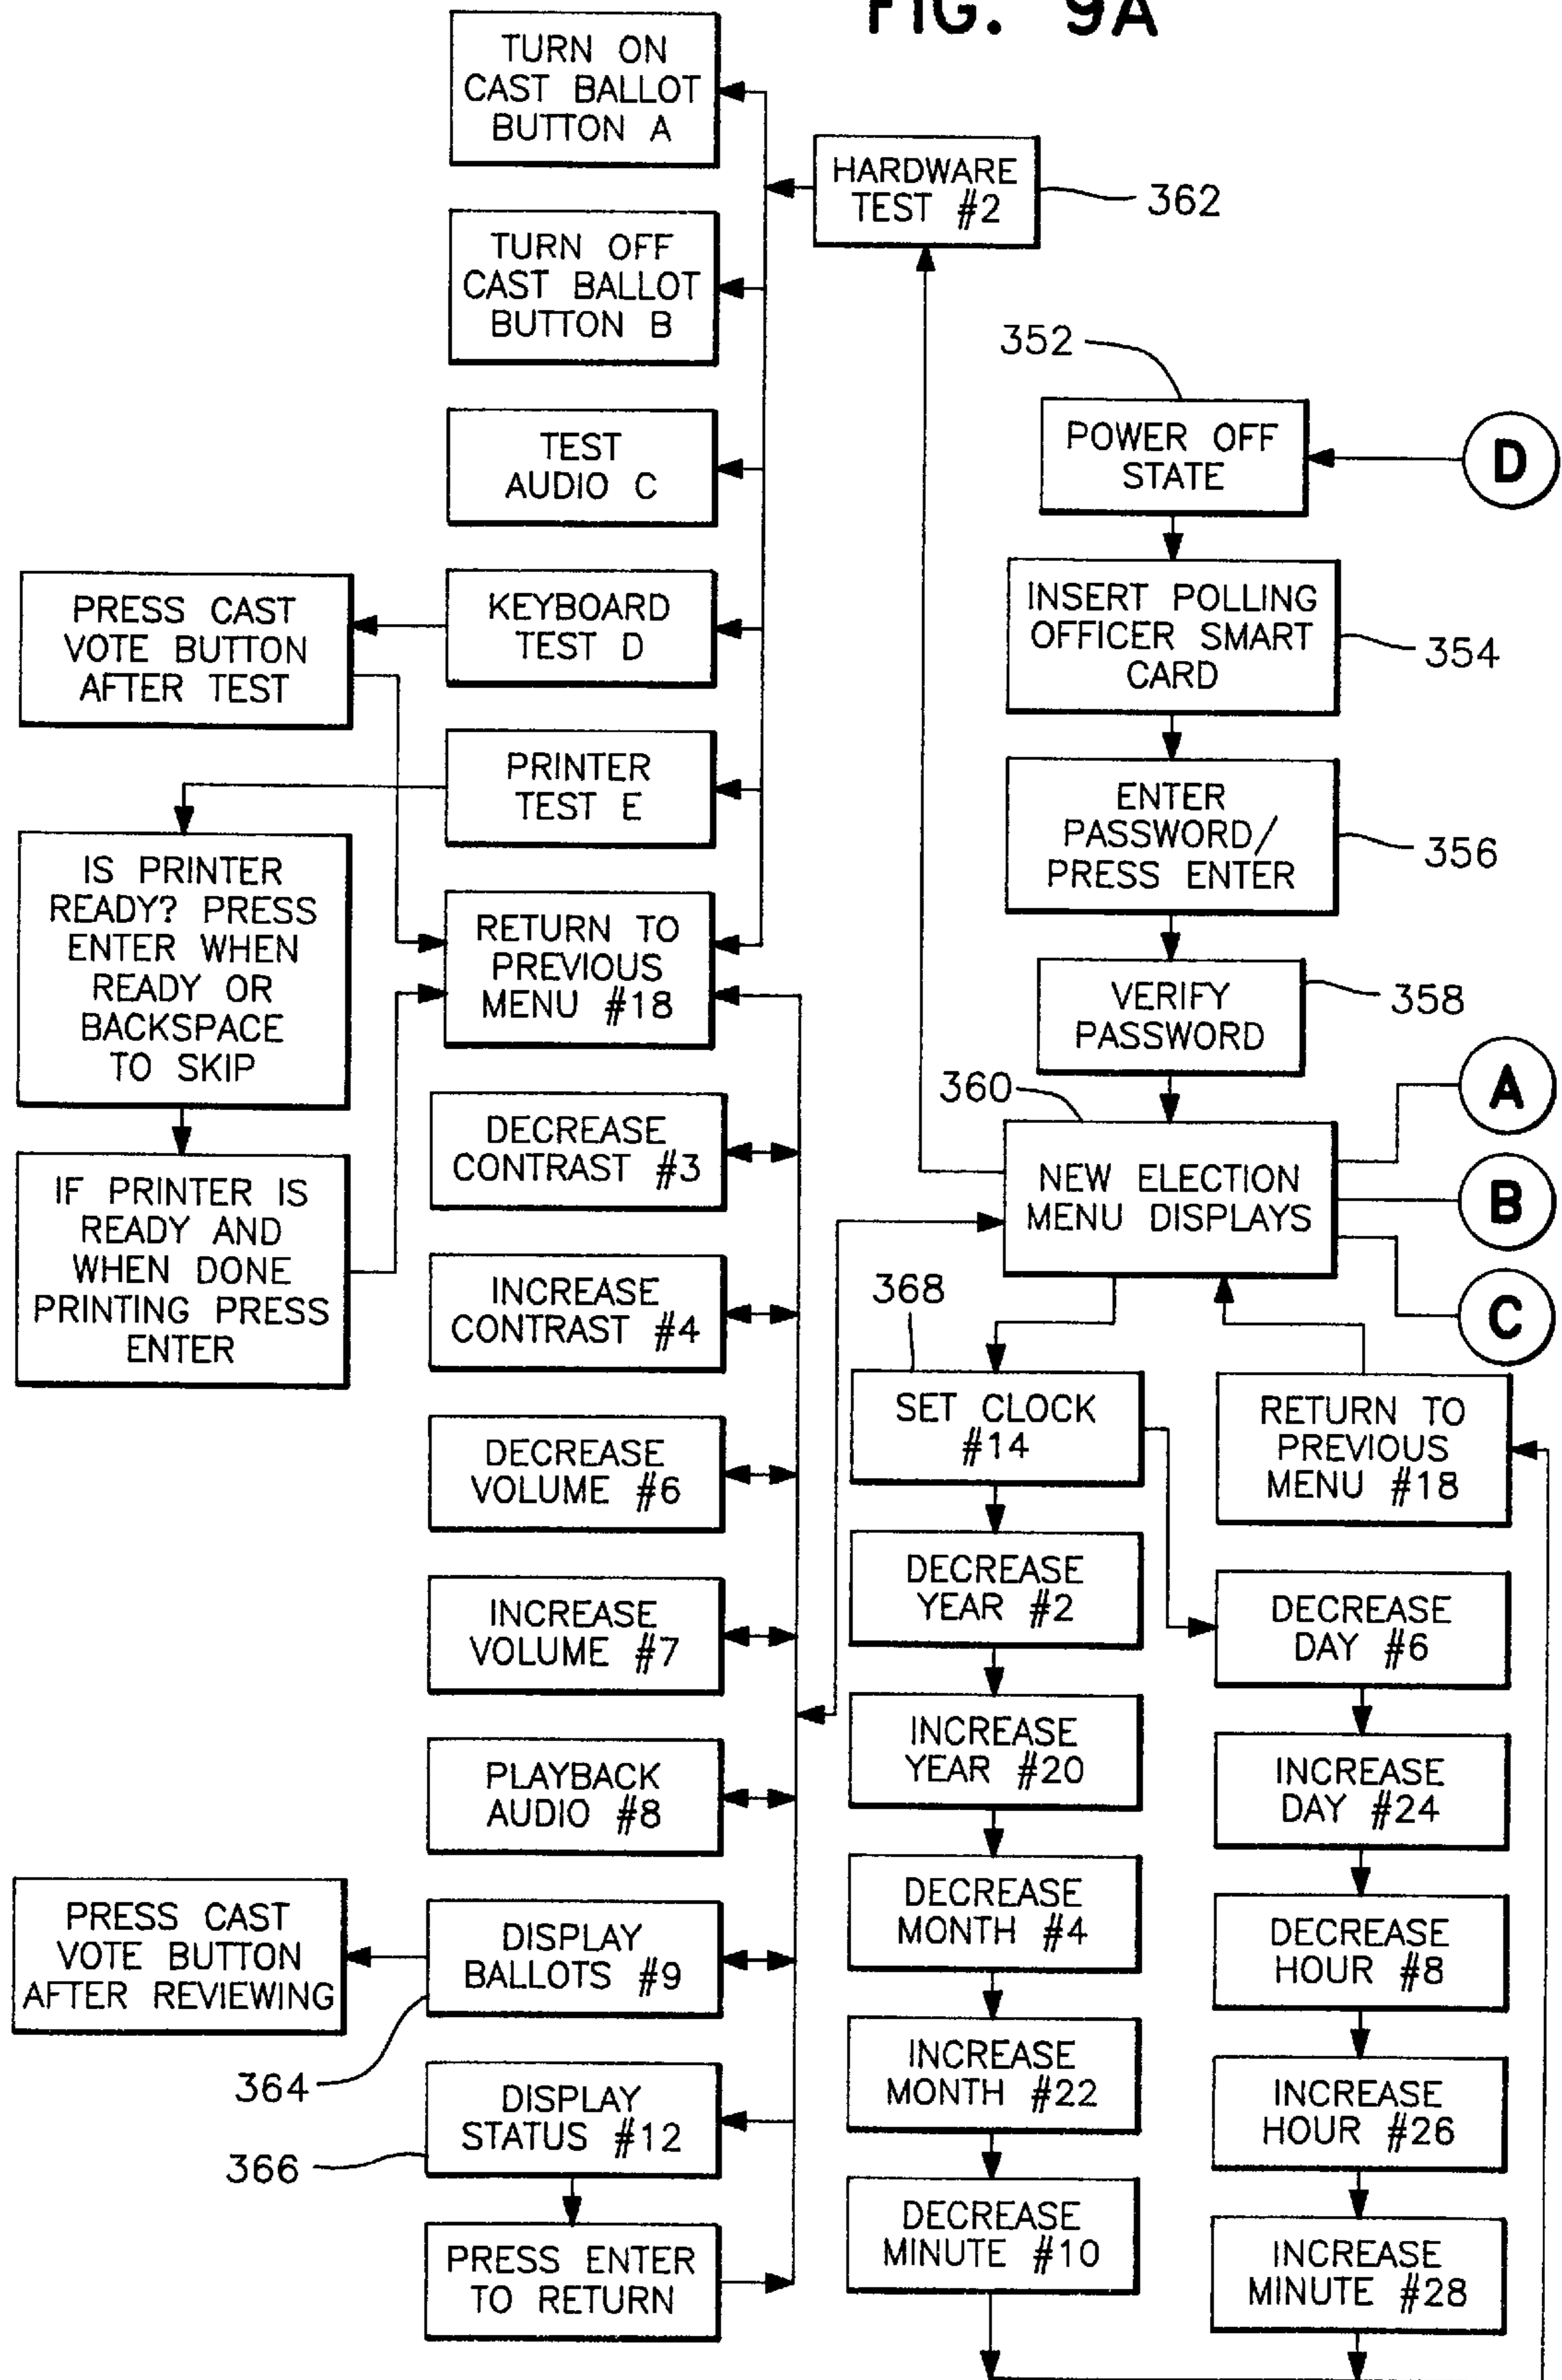 FIG. 9A
TURN ON
CAST BALLOT
BUTTON A
HARDWARE
TEST #2
362
TURN OFF
CAST BALLOT
BUTTON B
TEST
AUDIO C
KEYBOARD
TEST D
PRESS CAST
VOTE BUTTON
AFTER TEST
PRINTER
TEST E
IS PRINTER
READY? PRESS
ENTER WHEN
READY OR
BACKSPACE
TO SKIP
RETURN TO
PREVIOUS
MENU #18
IF PRINTER IS
READY AND
WHEN DONE
PRINTING PRESS
ENTER
DECREASE
CONTRAST #3
INCREASE
CONTRAST #4
DECREASE
VOLUME #6
INCREASE
VOLUME #7
PLAYBACK
AUDIO #8
DISPLAY
BALLOTS #9
364
PRESS CAST
VOTE BUTTON
AFTER REVIEWING
DISPLAY
STATUS #12
366
PRESS ENTER
TO RETURN
352
POWER OFF
STATE
D
INSERT POLLING
OFFICER SMART
CARD
354
ENTER
PASSWORD/
PRESS ENTER
356
VERIFY
PASSWORD
358
360
NEW ELECTION
MENU DISPLAYS
A
B
C
368
SET CLOCK
#14
RETURN TO
PREVIOUS
MENU #18
DECREASE
YEAR #2
INCREASE
YEAR #20
DECREASE
MONTH #4
INCREASE
MONTH #22
DECREASE
MINUTE #10
DECREASE
DAY #6
INCREASE
DAY #24
DECREASE
HOUR #8
INCREASE
HOUR #26
INCREASE
MINUTE #28